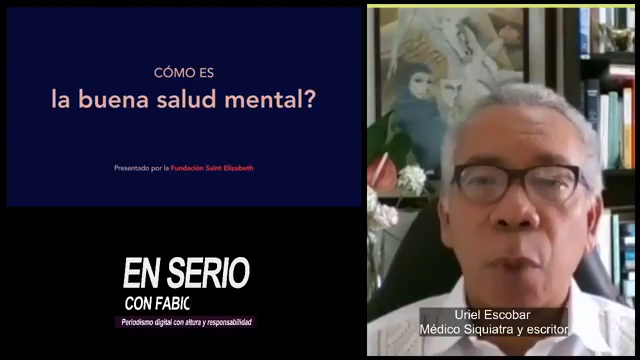 CÓMO ES
la buena salud mental?
Presentado por la Fundación Saint Elizabeth
EN SERIO
CON FABIO
Periodismo digital con altura y responsabilidad
Uriel Escobar
Médico Siquiatra y escritor